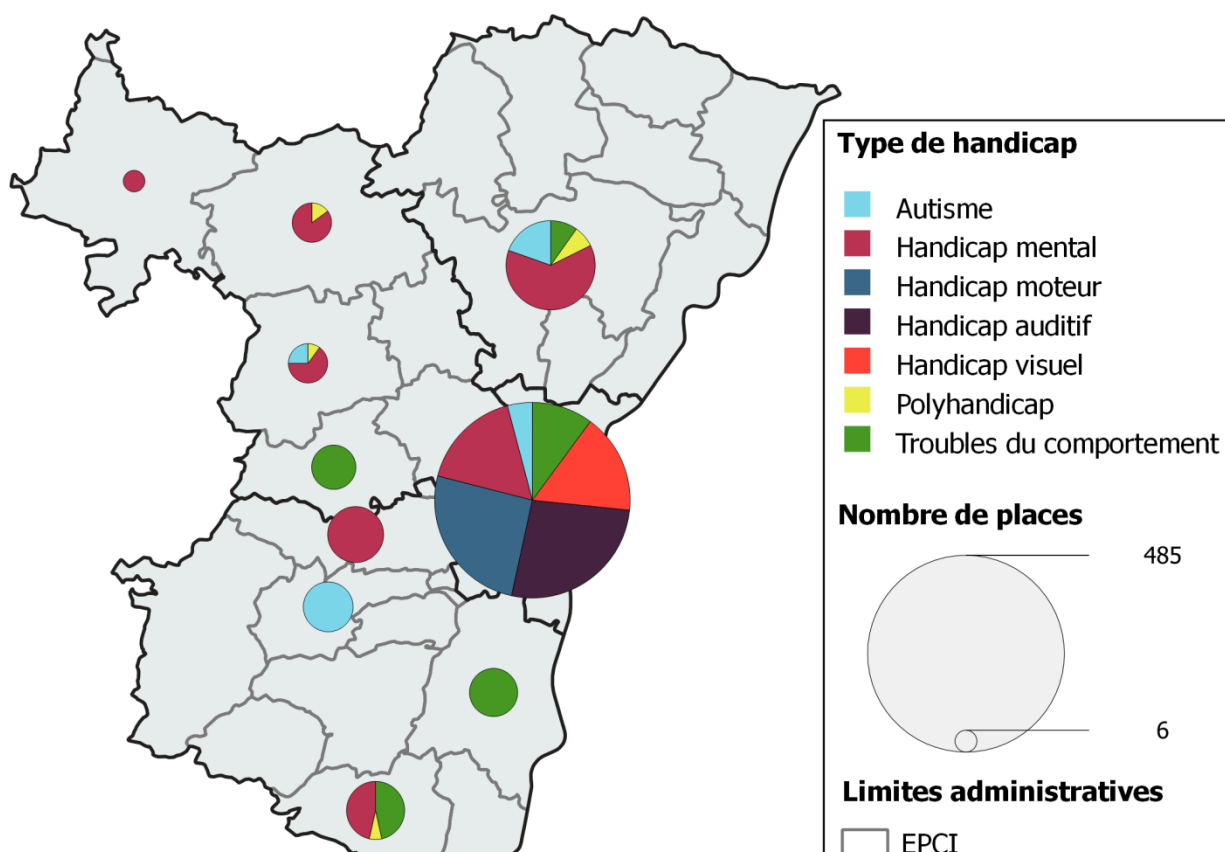 Type de handicap
Autisme
Handicap mental
Handicap moteur
Handicap auditif
Handicap visuel
Polyhandicap
Troubles du comportement
Nombre de places
485
6
Limites administratives
EPCI